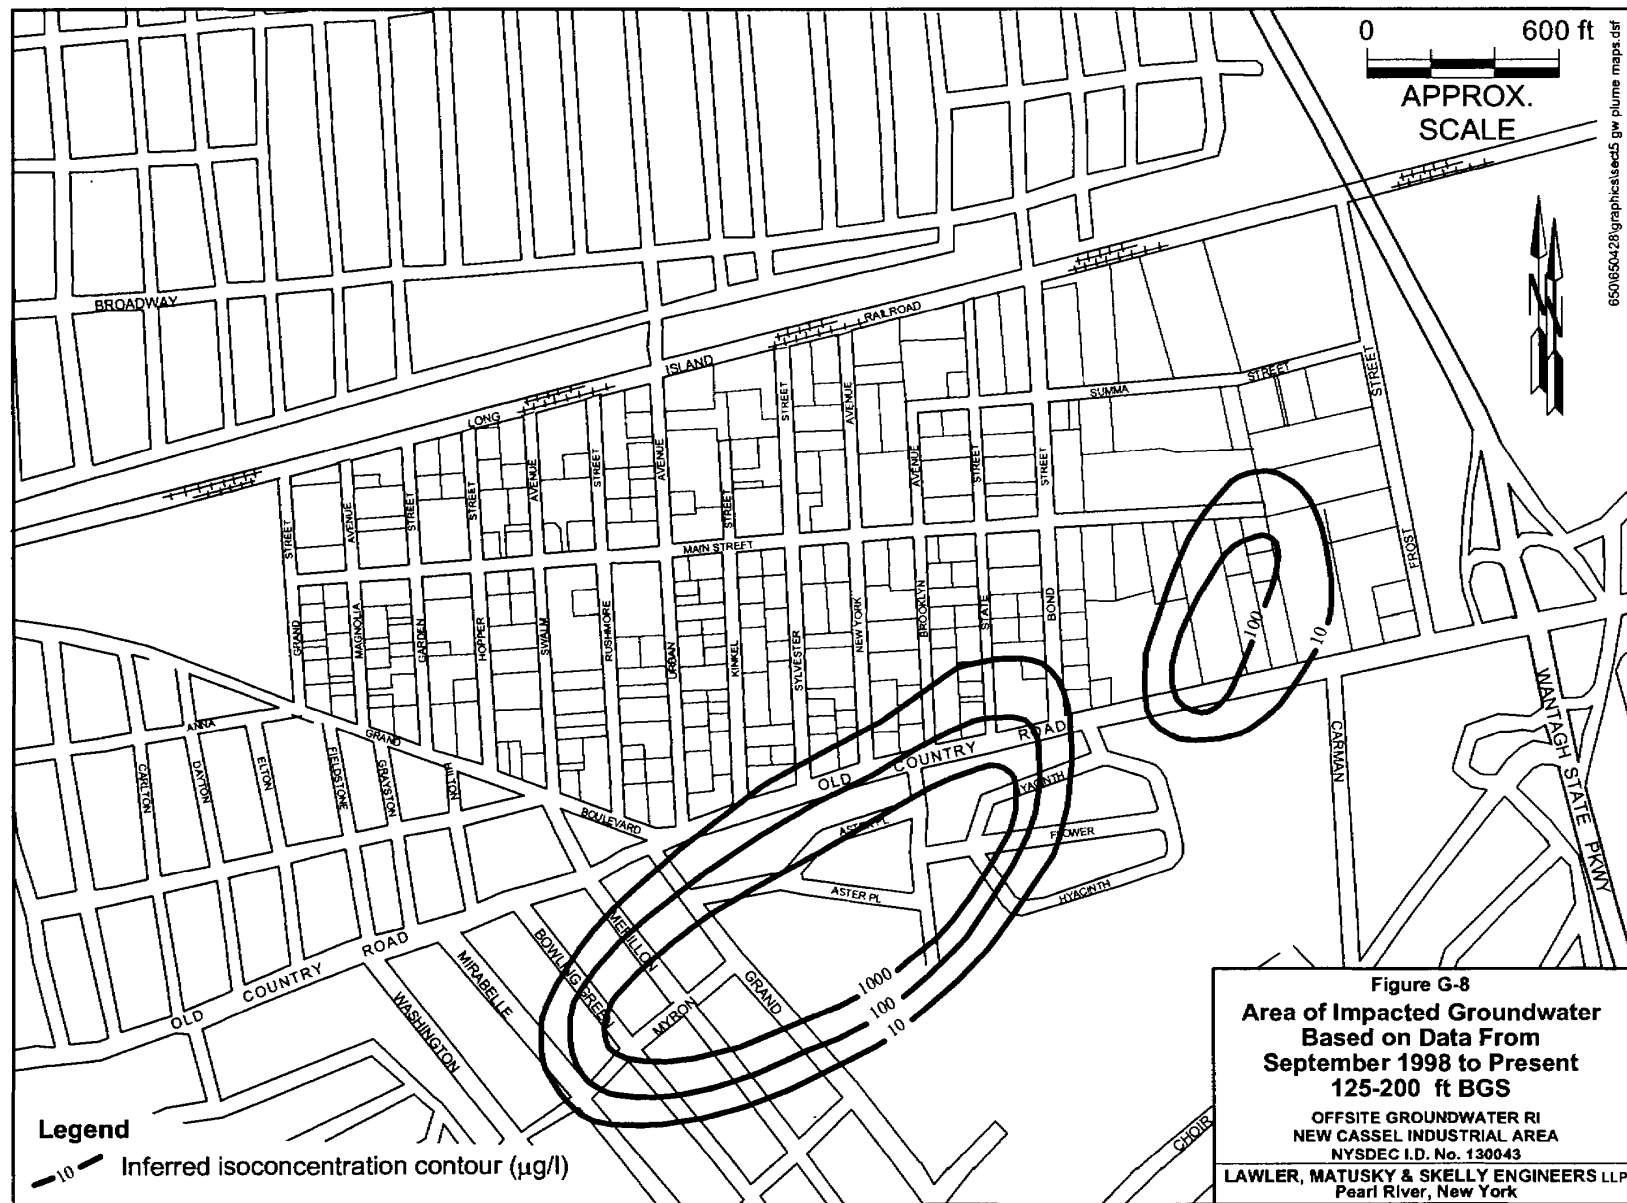 0 600 ft
APPROX.
SCALE
650\650428\graphics\sect5 gw plume maps.dsf
N
BROADWAY
LONG
ISLAND
RAILROAD
SUMMA
STREET
STREET
FROST
STREET
AVENUE
STREET
STREET
AVENUE
STREET
AVENUE
STREET
STREET
AVENUE
AVENUE
STREET
STREET
MAIN STREET
GRAND
MAGNOLIA
GARDEN
HOPPER
SWALM
RUSHMORE
URBAN
KINKEL
SYLVESTER
NEW YORK
BROOKLYN
STATE
BOND
100
10
ANNA
GRAND
BOULEVARD
CARLTON
DAYTON
ELTON
FIELDSTONE
GRAYSTON
HILTON
OLD COUNTRY ROAD
HYACINTH
ASTER PL
FLOWER
ASTER PL
HYACINTH
CARMAN
WANTAGH STATE PKWY
OLD COUNTRY ROAD
WASHINGTON
MIRABELLE
BOWLING GREEN
MERILLON
MYRON
GRAND
1000
100
10
CHOIR
Legend
10 Inferred isoconcentration contour (µg/l)
Figure G-8
Area of Impacted Groundwater
Based on Data From
September 1998 to Present
125-200 ft BGS
OFFSITE GROUNDWATER RI
NEW CASSEL INDUSTRIAL AREA
NYSDEC I.D. No. 130043
LAWLER, MATUSKY & SKELLY ENGINEERS LLP
Pearl River, New York